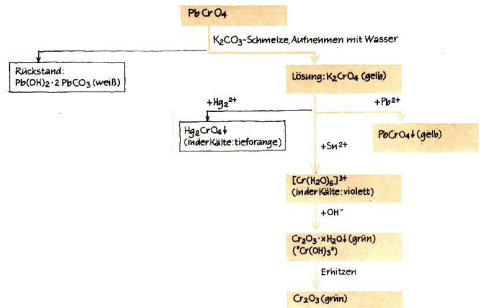 PbCrO₄
K₂CO₃-Schmelze, Aufnehmen mit Wasser
Rückstand:
Pb(OH)₂·2 PbCO₃ (weiß)
Lösung: K₂CrO₄ (gelb)
+Hg₂²⁺
+Pb²⁺
Hg₂CrO₄↓
(in der Kälte: tieforange)
PbCrO₄↓ (gelb)
+Sn²⁺
[Cr(H₂O)₆]³⁺
(in der Kälte: violett)
+OH⁻
Cr₂O₃·xH₂O↓ (grün)
("Cr(OH)₃")
Erhitzen
Cr₂O₃ (grün)